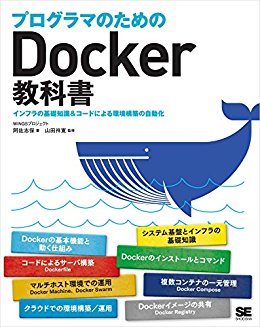 プログラマのための
Docker
教科書
インフラの基礎知識&コードによる環境構築の自動化
WINGSプロジェクト
阿佐志保 著 山田祥寛 監修
Dockerの基本機能と
動く仕組み
システム基盤とインフラの
基礎知識
コードによるサーバ構築
Dockerfile
Dockerのインストールとコマンド
マルチホスト環境での運用
Docker Machine、Docker Swarm
複数コンテナの一元管理
Docker Compose
クラウドでの環境構築/運用
Dockerイメージの共有
Docker Registry
SE
SHOEISHA